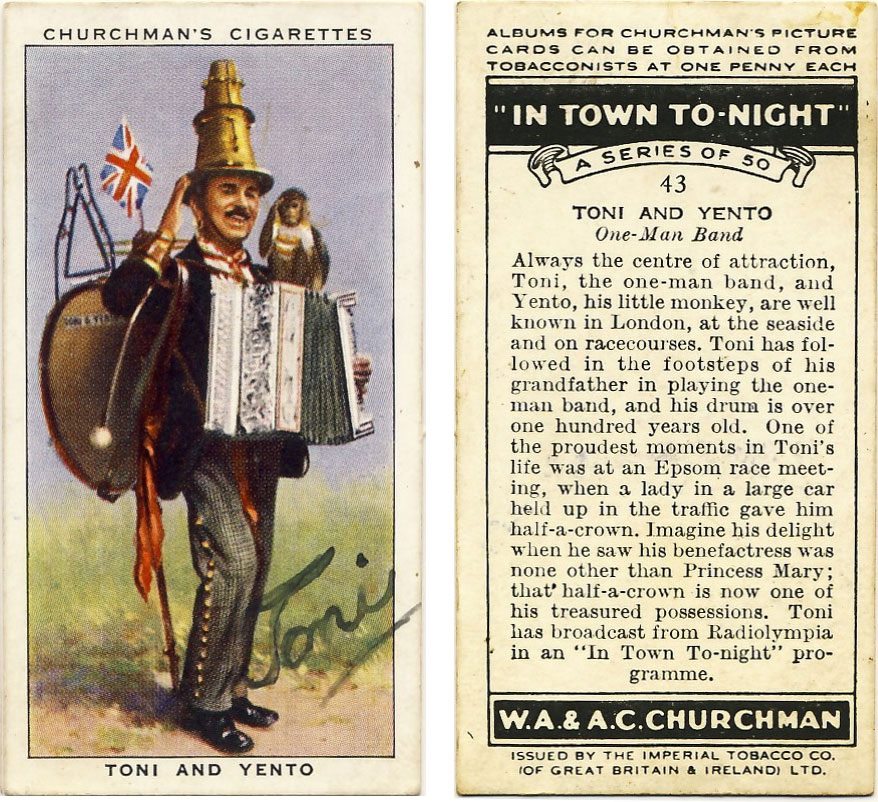 CHURCHMAN'S CIGARETTES
TONI & YEN
Toni
TONI AND YENTO
ALBUMS FOR CHURCHMAN'S PICTURE
CARDS CAN BE OBTAINED FROM
TOBACCONISTS AT ONE PENNY EACH
"IN TOWN TO-NIGHT"
A SERIES OF 50
43
TONI AND YENTO
One-Man Band
Always the centre of attraction,
Toni, the one-man band, and
Yento, his little monkey, are well
known in London, at the seaside
and on racecourses. Toni has fol-
lowed in the footsteps of his
grandfather in playing the one-
man band, and his drum is over
one hundred years old. One of
the proudest moments in Toni's
life was at an Epsom race meet-
ing, when a lady in a large car
held up in the traffic gave him
half-a-crown. Imagine his delight
when he saw his benefactress was
none other than Princess Mary;
that half-a-crown is now one of
his treasured possessions. Toni
has broadcast from Radiolympia
in an "In Town To-night" pro-
gramme.
W.A.& A.C.CHURCHMAN
ISSUED BY THE IMPERIAL TOBACCO CO.
(OF GREAT BRITAIN & IRELAND) LTD.